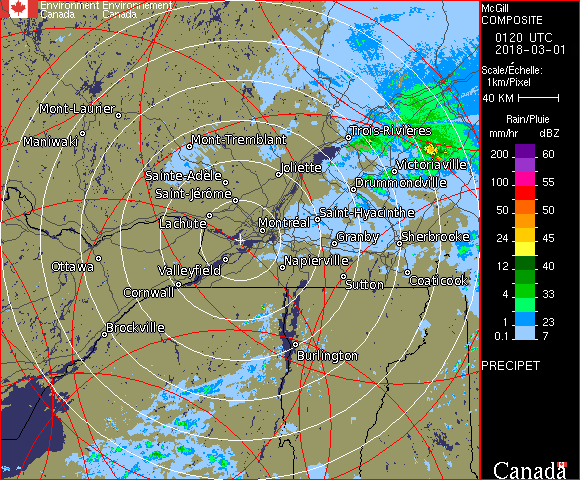 Environment Environnement
Canada Canada
McGill
COMPOSITE
0120 UTC
2018-03-01
Scale/Échelle:
1km/Pixel
40 KM
Rain/Pluie
mm/hr dBZ
200 60
100 55
50 50
24 45
12 40
4 33
1 23
0.1 7
PRECIPET
Canada
Mont-Laurier
Maniwaki
Mont-Tremblant
Trois-Rivières
Joliette
Victoriaville
Sainte-Adèle
Drummondville
Saint-Jérôme
Saint-Hyacinthe
Lachute
Montréal
Granby
Sherbrooke
Ottawa
Valleyfield
Napierville
Coaticook
Sutton
Cornwall
Brockville
Burlington